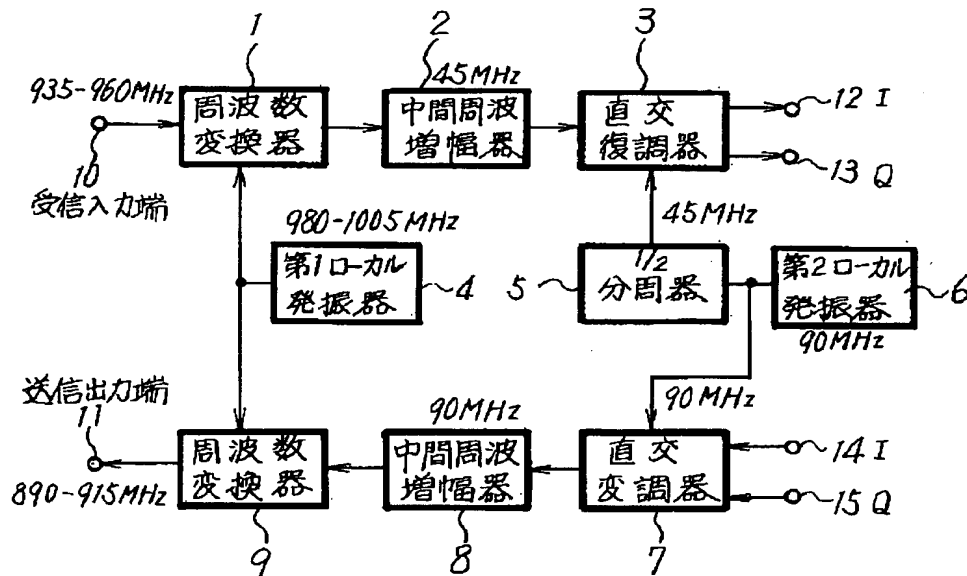 1
2
3
935-960MHz
45MHz
周波数
変換器
中間周波
増幅器
直交
復調器
12 I
13 Q
10
受信入力端
45MHz
980-1005MHz
第1ローカル
発振器
4
5
1/2
分周器
第2ローカル
発振器
6
90MHz
送信出力端
11
90MHz
90MHz
周波数
変換器
中間周波
増幅器
直交
変調器
14 I
15 Q
890-915MHz
9
8
7